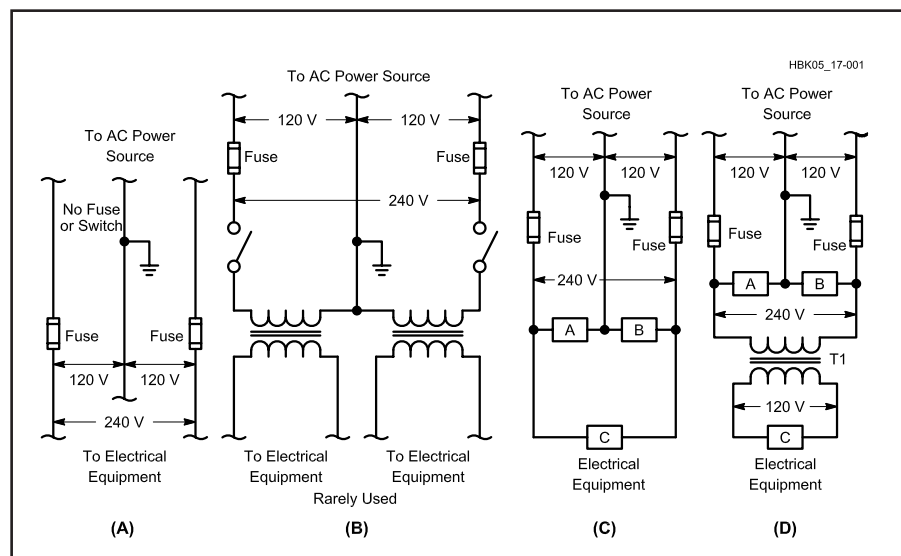 HBK05_17-001
To AC Power Source
120 V
120 V
Fuse
Fuse
240 V
To Electrical
Equipment
To Electrical
Equipment
Rarely Used
(B)
To AC Power
Source
No Fuse
or Switch
Fuse
Fuse
120 V
120 V
240 V
To Electrical
Equipment
(A)
To AC Power
Source
120 V
120 V
Fuse
Fuse
240 V
A
B
C
Electrical
Equipment
(C)
To AC Power
Source
120 V
120 V
Fuse
Fuse
A
B
240 V
T1
120 V
C
Electrical
Equipment
(D)